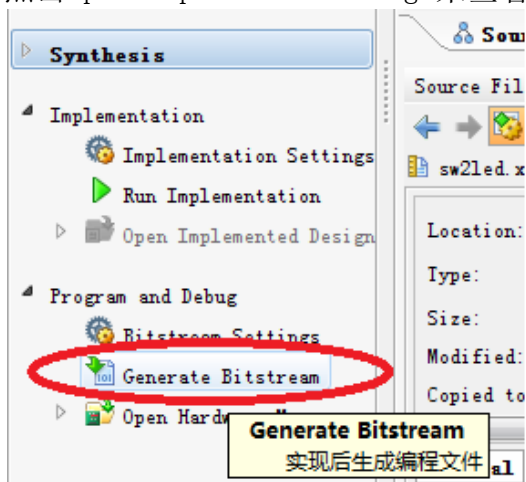 Synthesis
Implementation
Implementation Settings
Run Implementation
Open Implemented Design
Program and Debug
Bitstream Settings
Generate Bitstream
Open
Generate Bitstream
实现后生成编程文件
Source Fil
sw2led.x
Location:
Type:
Size:
Modified:
Copied to